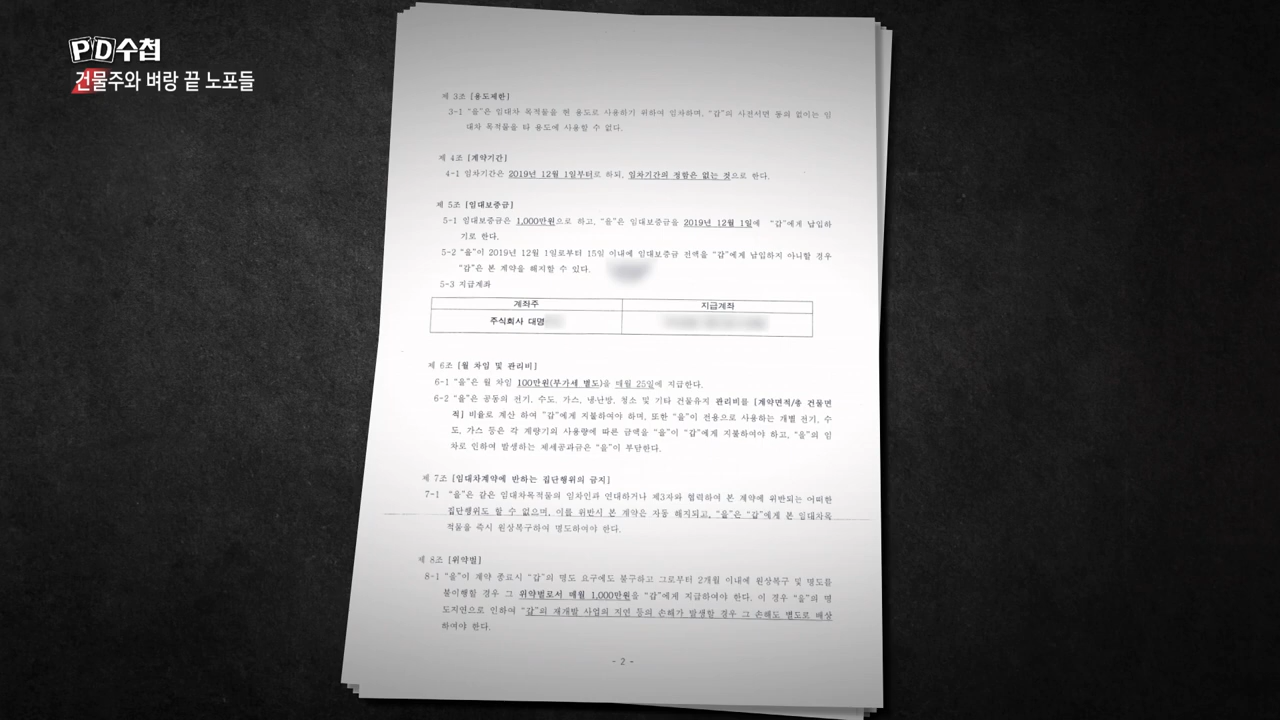 PD수첩
건물주와 벼랑 끝 노포들
제 3조 [용도제한]
3-1 "을"은 임대차 목적물을 현 용도로 사용하기 위하여 임차하며, "갑"의 사전서면 동의 없이는 임
대차 목적물을 타 용도에 사용할 수 없다.
제 4조 [계약기간]
4-1 임차기간은 2019년 12월 1일부터로 하되, 임차기간의 정함은 없는 것으로 한다.
제 5조 [임대보증금]
5-1 임대보증금은 1,000만원으로 하고, "을"은 임대보증금을 2019년 12월 1일에 "갑"에게 납입하
기로 한다.
5-2 "을"이 2019년 12월 1일로부터 15일 이내에 임대보증금 전액을 "갑"에게 납입하지 아니할 경우
"갑"은 본 계약을 해지할 수 있다.
5-3 지급계좌
계좌주 지급계좌
주식회사 대명
제 6조 [월 차임 및 관리비]
6-1 "을"은 월 차임 100만원(부가세 별도)을 매월 25일에 지급한다.
6-2 "을"은 공동의 전기, 수도, 가스, 냉·난방, 청소 및 기타 건물유지 관리비를 [계약면적/총 건물면
적] 비율로 계산 하여 "갑"에게 지불하여야 하며, 또한 "을"이 전용으로 사용하는 개별 전기, 수
도, 가스 등은 각 계량기의 사용량에 따른 금액을 "을"이 "갑"에게 지불하여야 하고, "을"의 임
차로 인하여 발생하는 제세공과금은 "을"이 부담한다.
제 7조 [임대차계약에 반하는 집단행위의 금지]
7-1 "을"은 같은 임대차목적물의 임차인과 연대하거나 제3자와 협력하여 본 계약에 위반되는 어떠한
집단행위도 할 수 없으며, 이를 위반시 본 계약은 자동 해지되고, "을"은 "갑"에게 본 임대차목
적물을 즉시 원상복구하여 명도하여야 한다.
제 8조 [위약벌]
8-1 "을"이 계약 종료시 "갑"의 명도 요구에도 불구하고 그로부터 2개월 이내에 원상복구 및 명도를
불이행할 경우 그 위약벌로서 매월 1,000만원을 "갑"에게 지급하여야 한다. 이 경우 "을"의 명
도지연으로 인하여 "갑"의 재개발 사업의 지연 등의 손해가 발생할 경우 그 손해도 별도로 배상
하여야 한다.
- 2 -